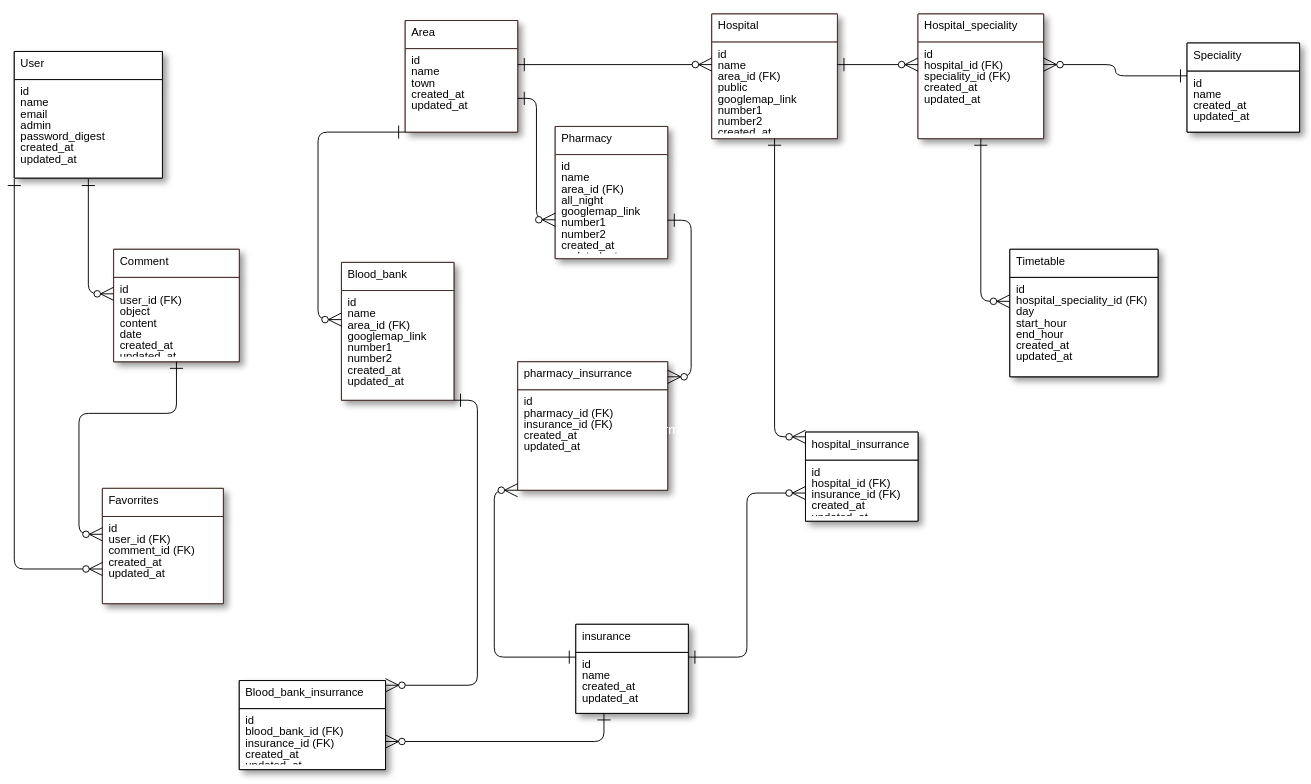 User
id
name
email
admin
password_digest
created_at
updated_at
Area
id
name
town
created_at
updated_at
Hospital
id
name
area_id (FK)
public
googlemap_link
number1
number2
created_at
Hospital_speciality
id
hospital_id (FK)
speciality_id (FK)
created_at
updated_at
Speciality
id
name
created_at
updated_at
Pharmacy
id
name
area_id (FK)
all_night
googlemap_link
number1
number2
created_at
Comment
id
user_id (FK)
object
content
date
created_at
updated_at
Blood_bank
id
name
area_id (FK)
googlemap_link
number1
number2
created_at
updated_at
Timetable
id
hospital_speciality_id (FK)
day
start_hour
end_hour
created_at
updated_at
pharmacy_insurrance
id
pharmacy_id (FK)
insurance_id (FK)
created_at
updated_at
hospital_insurrance
id
hospital_id (FK)
insurance_id (FK)
created_at
updated_at
Favorrites
id
user_id (FK)
comment_id (FK)
created_at
updated_at
insurance
id
name
created_at
updated_at
Blood_bank_insurrance
id
blood_bank_id (FK)
insurance_id (FK)
created_at
updated_at